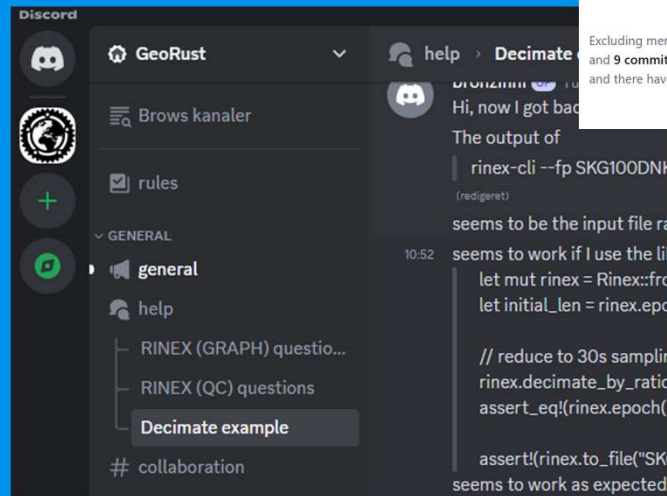 Discord
GeoRust
Brows kanaler
rules
GENERAL
general
help
RINEX (GRAPH) questio...
RINEX (QC) questions
Decimate example
# collaboration
help › Decimate
Hi, now I got bac
The output of
rinex-cli --fp SKG100DN
(redigeret)
seems to be the input file ra
10:52 seems to work if I use the li
let mut rinex = Rinex::fro
let initial_len = rinex.epo
// reduce to 30s samplin
rinex.decimate_by_ratio
assert_eq!(rinex.epoch(
assert!(rinex.to_file("SK
seems to work as expected
Excluding mer
and 9 commit
and there hav